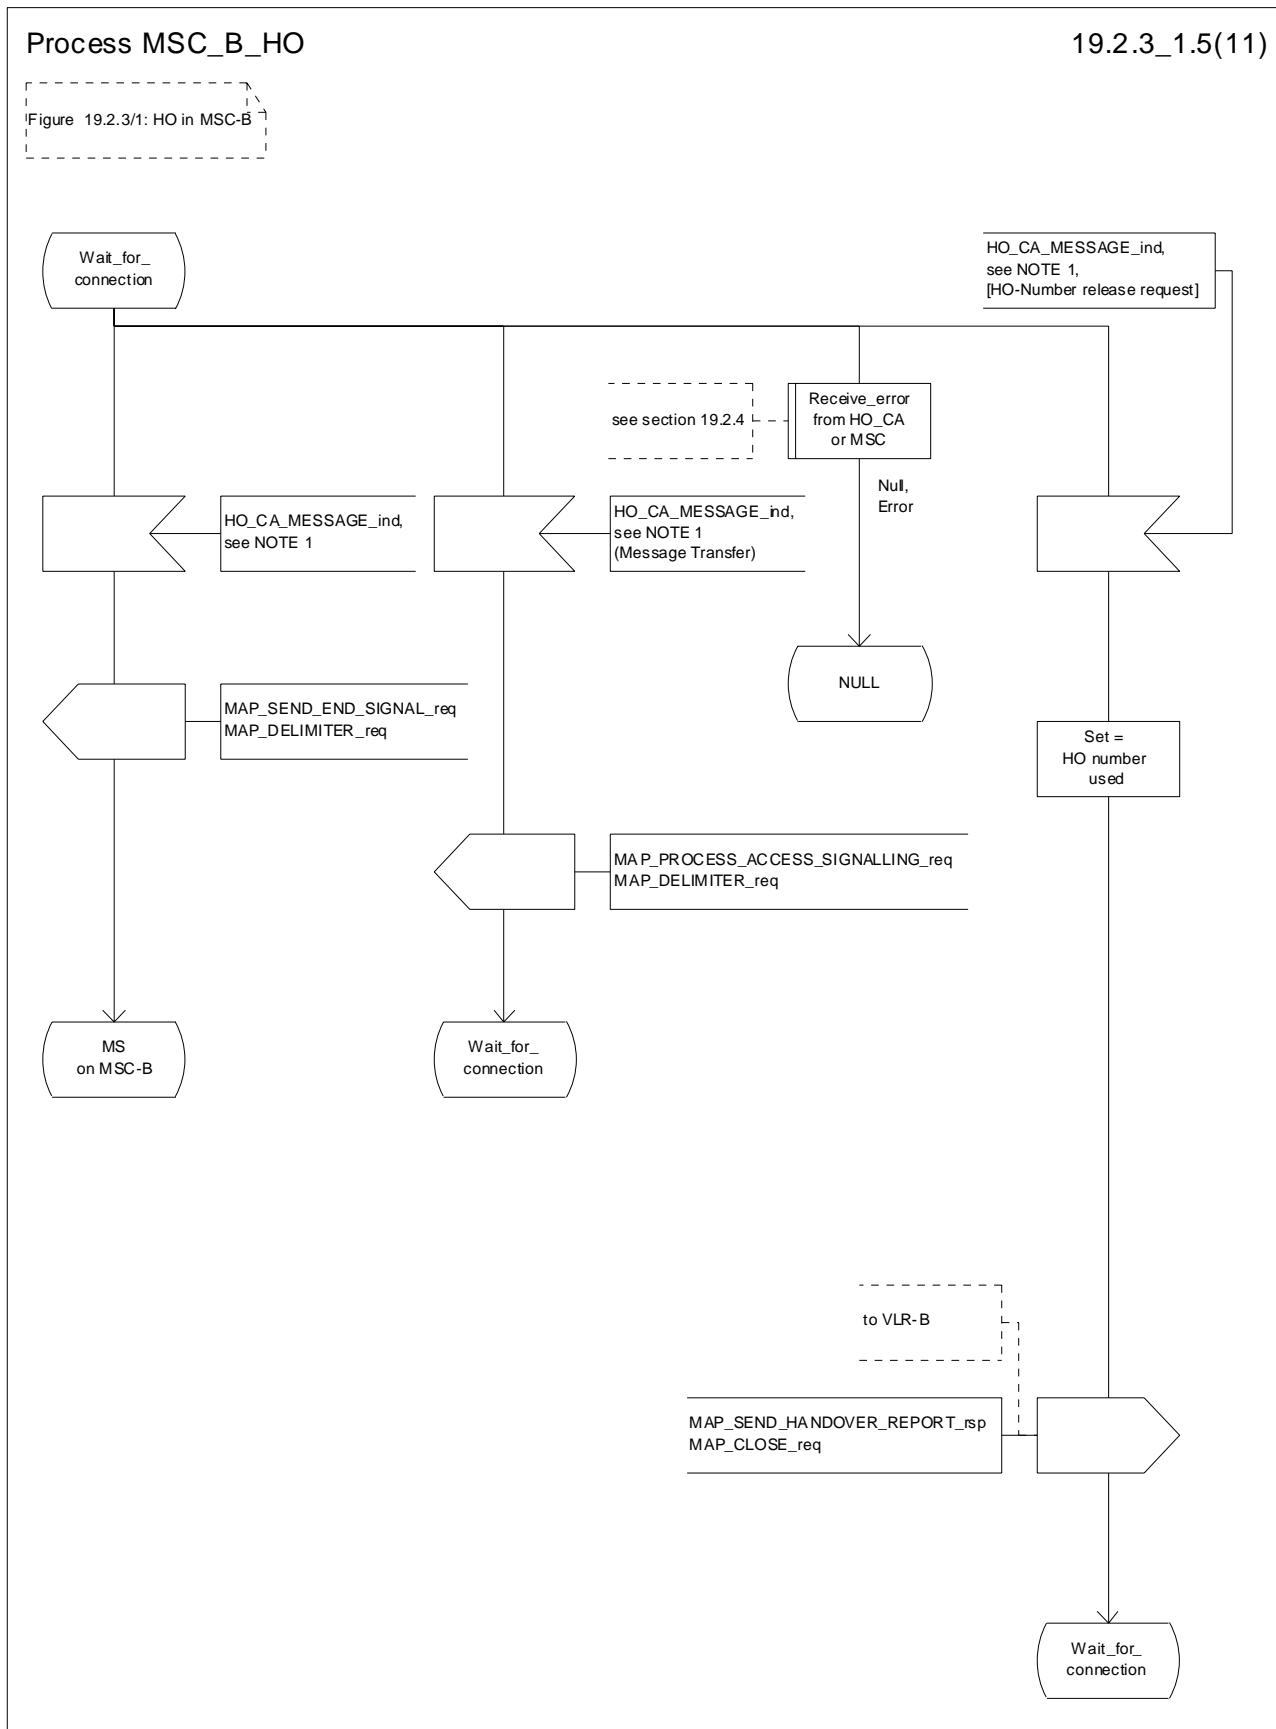 Process MSC_B_HO
19.2.3_1.5(11)
Figure 19.2.3/1: HO in MSC-B
Wait_for_
connection
HO_CA_MESSAGE_ind,
see NOTE 1,
[HO-Number release request]
see section 19.2.4
Receive_error
from HO_CA
or MSC
Null,
Error
HO_CA_MESSAGE_ind,
see NOTE 1
HO_CA_MESSAGE_ind,
see NOTE 1
(Message Transfer)
NULL
MAP_SEND_END_SIGNAL_req
MAP_DELIMITER_req
Set =
HO number
used
MAP_PROCESS_ACCESS_SIGNALLING_req
MAP_DELIMITER_req
MS
on MSC-B
Wait_for_
connection
to VLR-B
MAP_SEND_HANDOVER_REPORT_rsp
MAP_CLOSE_req
Wait_for_
connection